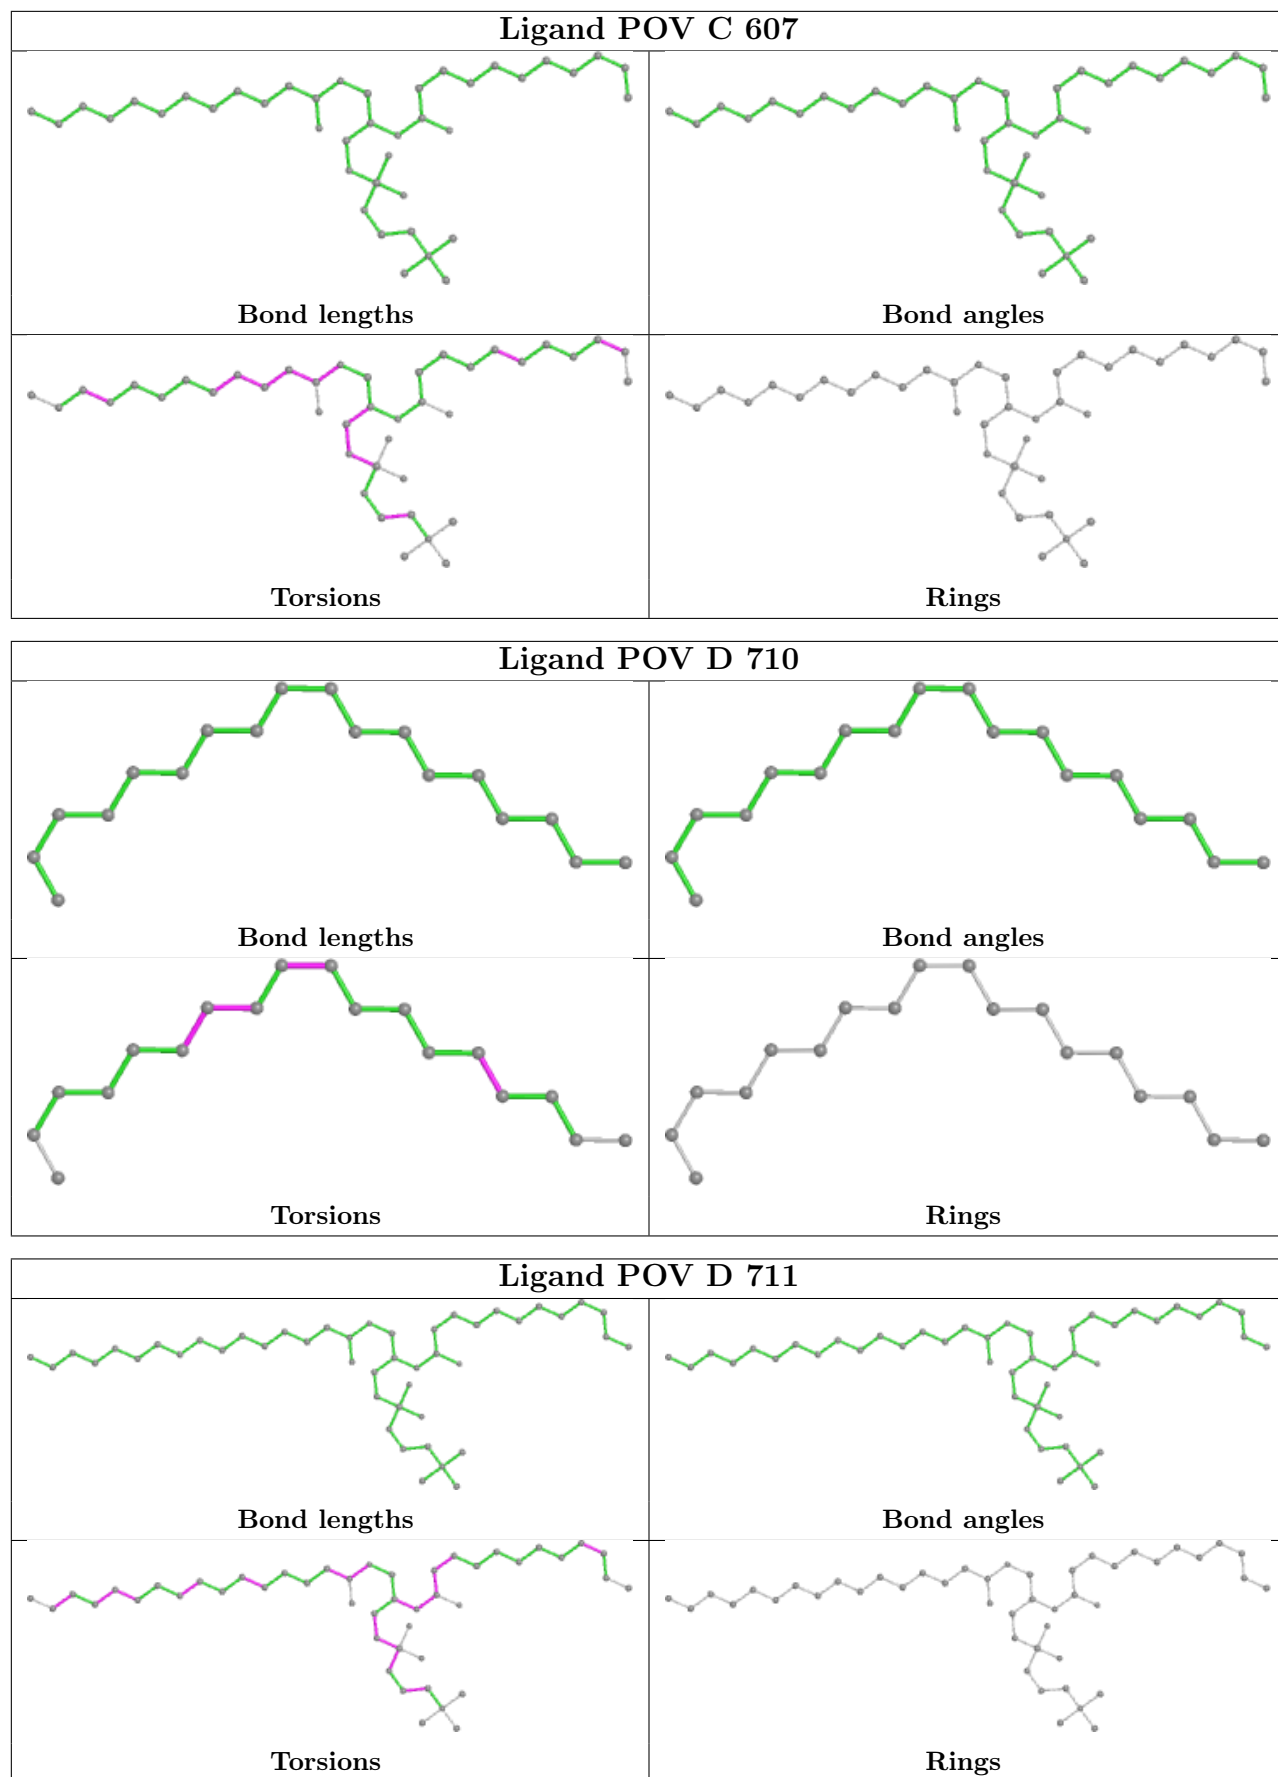 Ligand POV C 607
Bond lengths
Bond angles
Torsions
Rings
Ligand POV D 710
Bond lengths
Bond angles
Torsions
Rings
Ligand POV D 711
Bond lengths
Bond angles
Torsions
Rings